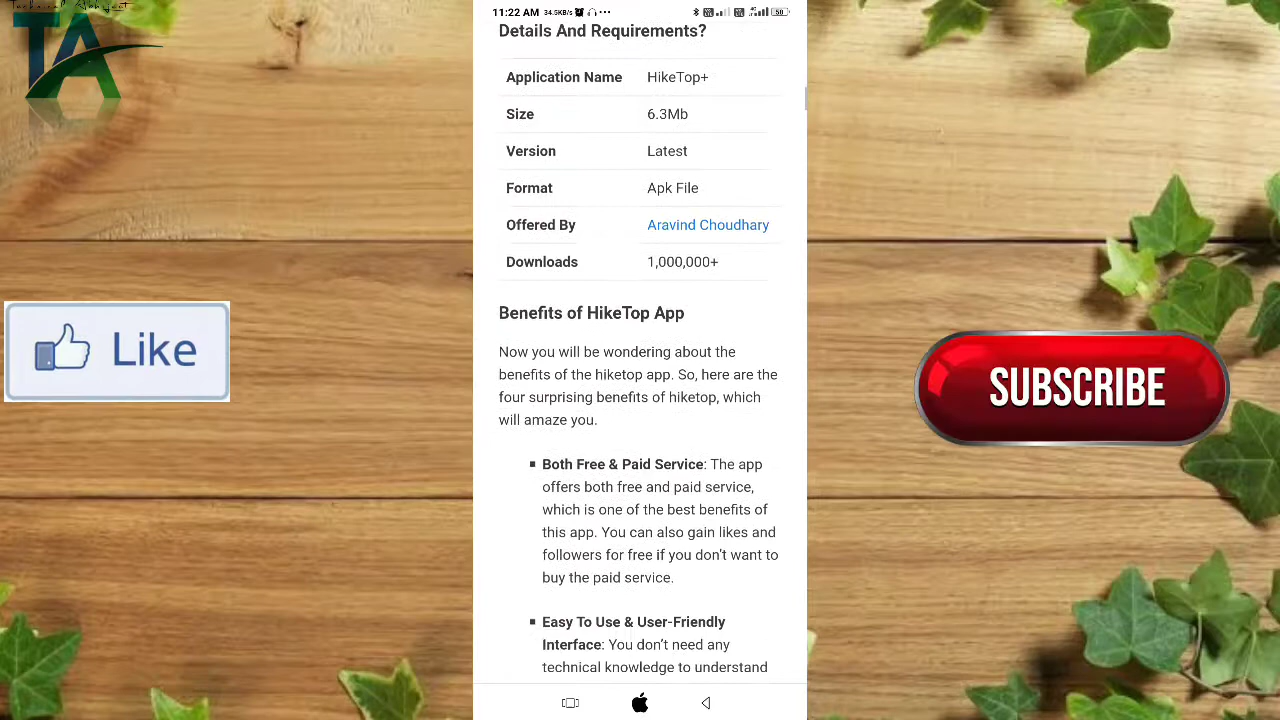 Technical Abhijeet
TA
11:22 AM 34.5KB/s
50
Details And Requirements?
Application Name HikeTop+
Size 6.3Mb
Version Latest
Format Apk File
Offered By Aravind Choudhary
Downloads 1,000,000+
Benefits of HikeTop App
Now you will be wondering about the
benefits of the hiketop app. So, here are the
four surprising benefits of hiketop, which
will amaze you.
Both Free & Paid Service: The app
offers both free and paid service,
which is one of the best benefits of
this app. You can also gain likes and
followers for free if you don't want to
buy the paid service.
Easy To Use & User-Friendly
Interface: You don't need any
technical knowledge to understand
Like
SUBSCRIBE